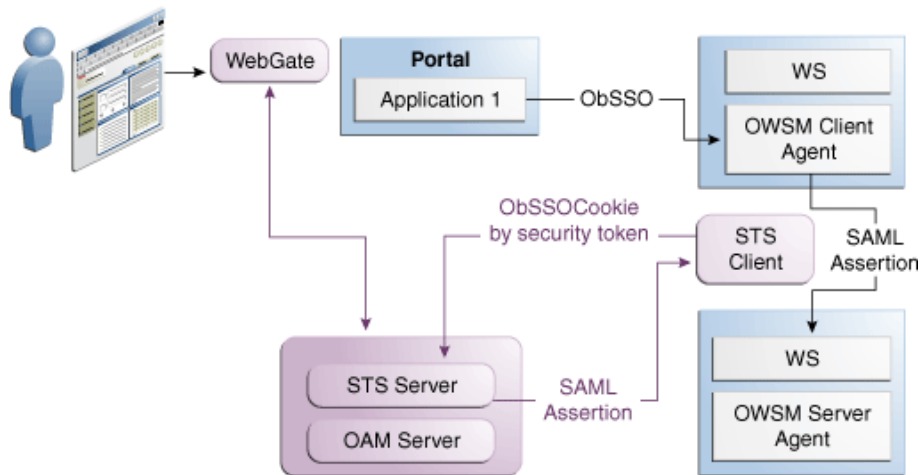 WebGate
Portal
Application 1
ObSSO
WS
OWSM Client
Agent
ObSSOCookie
by security token
STS
Client
SAML
Assertion
STS Server
OAM Server
SAML
Assertion
WS
OWSM Server
Agent